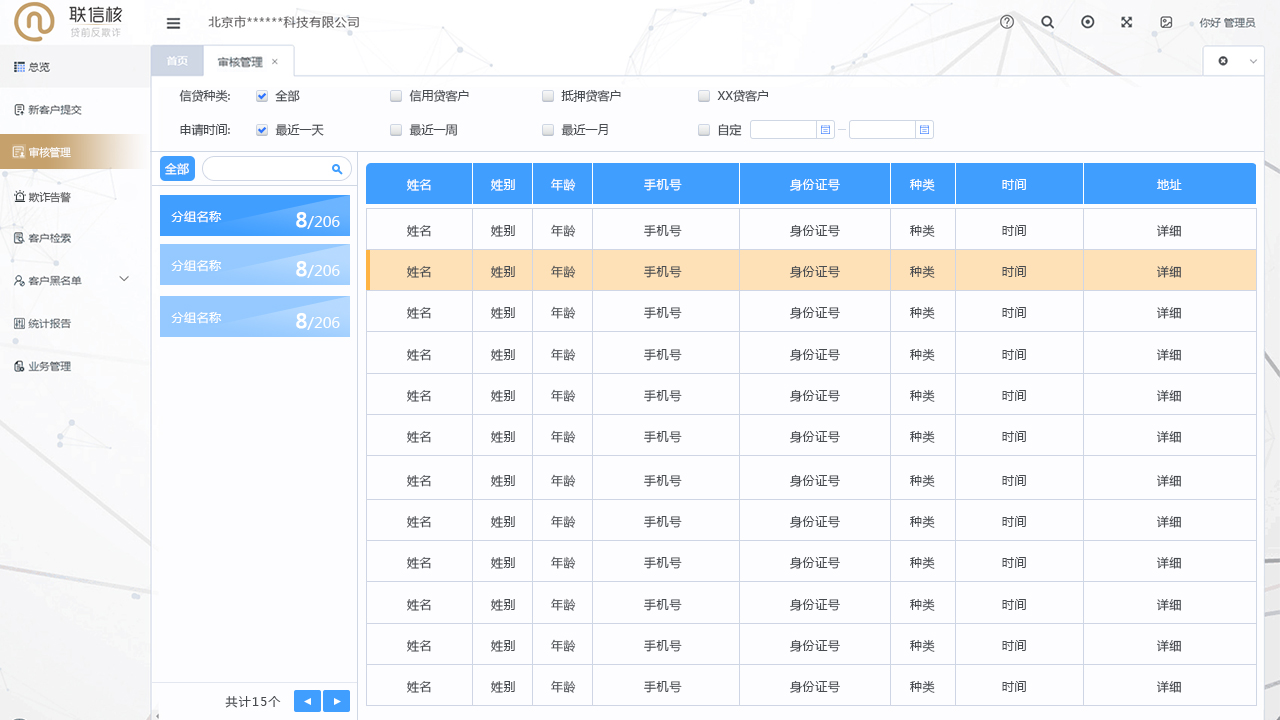 联信核
贷前反欺诈
北京市******科技有限公司
你好 管理员
总览
新客户提交
审核管理
欺诈告警
客户检索
客户黑名单
统计报告
业务管理
首页
审核管理 ×
信贷种类: 全部 信用贷客户 抵押贷客户 XX贷客户
申请时间: 最近一天 最近一周 最近一月 自定
全部
分组名称 8/206
分组名称 8/206
分组名称 8/206
共计15个
姓名 姓别 年龄 手机号 身份证号 种类 时间 地址
姓名 姓别 年龄 手机号 身份证号 种类 时间 详细
姓名 姓别 年龄 手机号 身份证号 种类 时间 详细
姓名 姓别 年龄 手机号 身份证号 种类 时间 详细
姓名 姓别 年龄 手机号 身份证号 种类 时间 详细
姓名 姓别 年龄 手机号 身份证号 种类 时间 详细
姓名 姓别 年龄 手机号 身份证号 种类 时间 详细
姓名 姓别 年龄 手机号 身份证号 种类 时间 详细
姓名 姓别 年龄 手机号 身份证号 种类 时间 详细
姓名 姓别 年龄 手机号 身份证号 种类 时间 详细
姓名 姓别 年龄 手机号 身份证号 种类 时间 详细
姓名 姓别 年龄 手机号 身份证号 种类 时间 详细
姓名 姓别 年龄 手机号 身份证号 种类 时间 详细